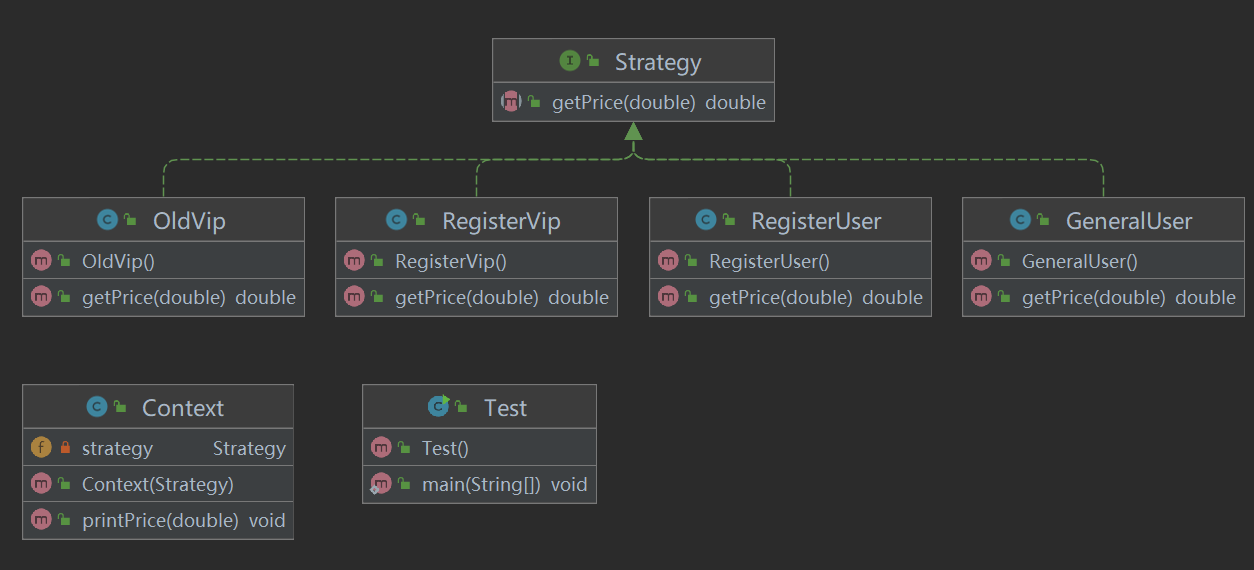 Strategy
getPrice(double) double
OldVip
OldVip()
getPrice(double) double
RegisterVip
RegisterVip()
getPrice(double) double
RegisterUser
RegisterUser()
getPrice(double) double
GeneralUser
GeneralUser()
getPrice(double) double
Context
strategy Strategy
Context(Strategy)
printPrice(double) void
Test
Test()
main(String[]) void